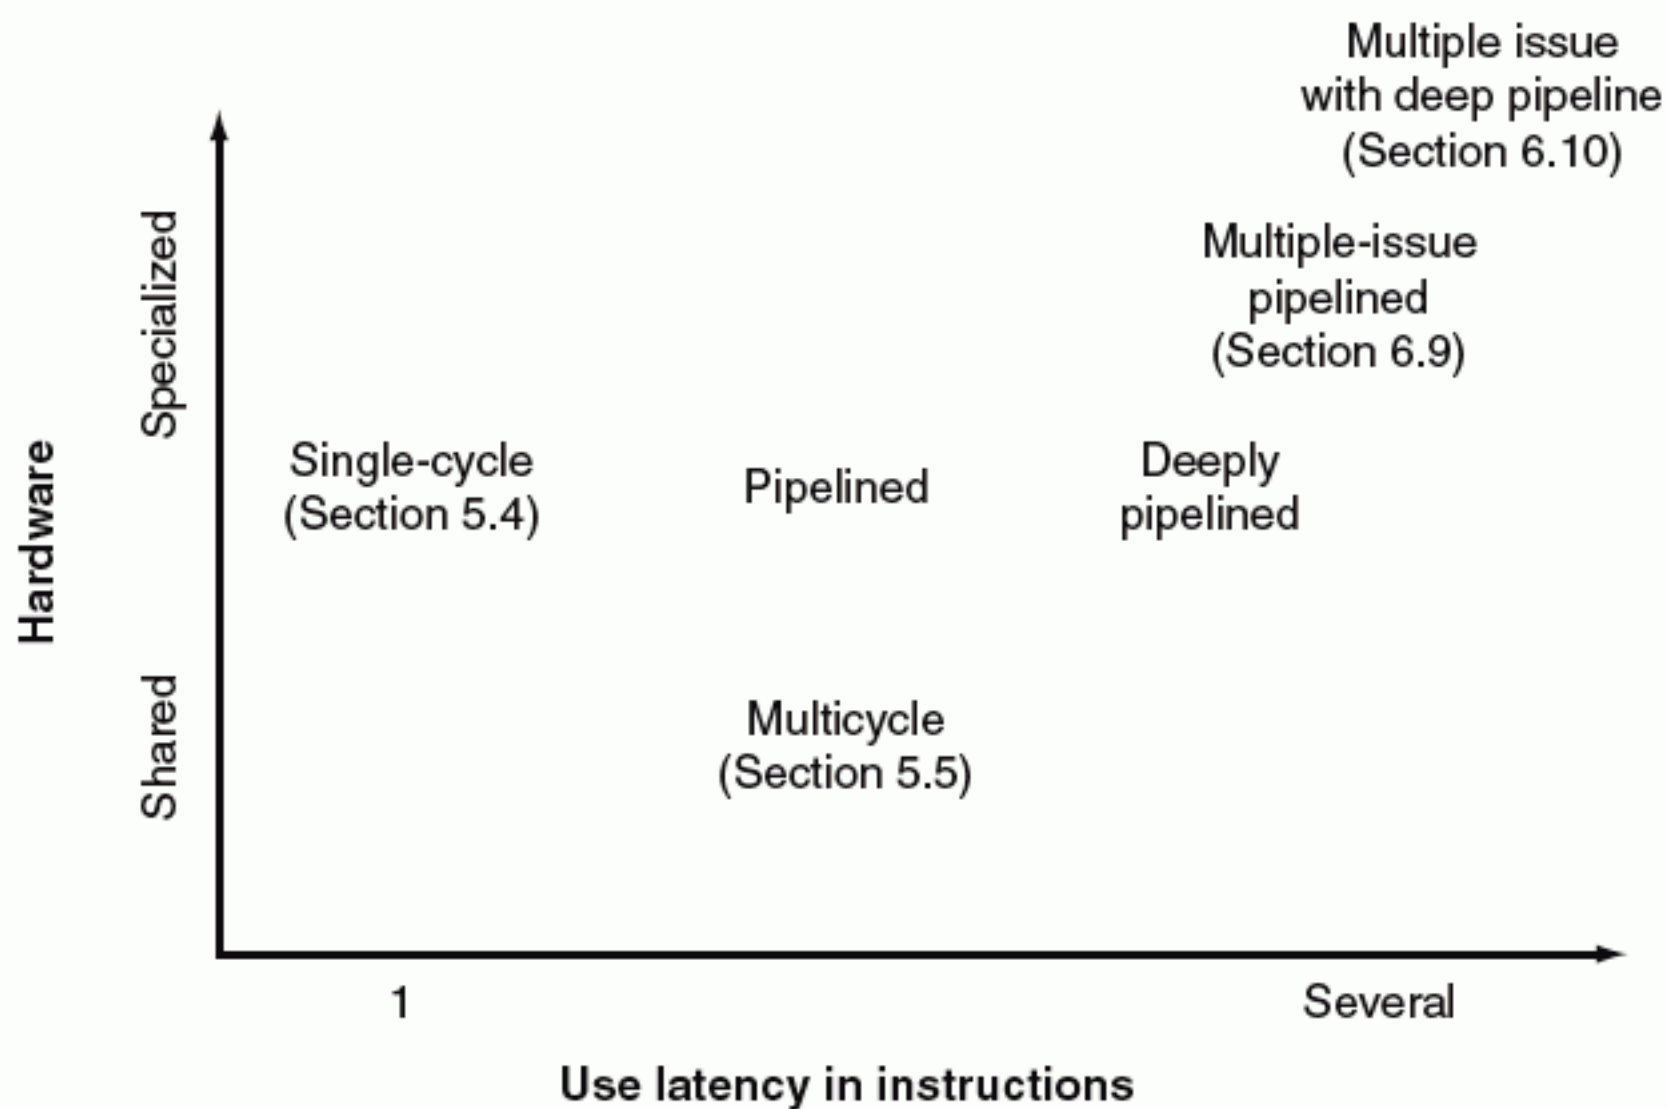 Multiple issue
with deep pipeline
(Section 6.10)
Multiple-issue
pipelined
(Section 6.9)
Specialized
Single-cycle
(Section 5.4)
Pipelined
Deeply
pipelined
Hardware
Shared
Multicycle
(Section 5.5)
1
Several
Use latency in instructions